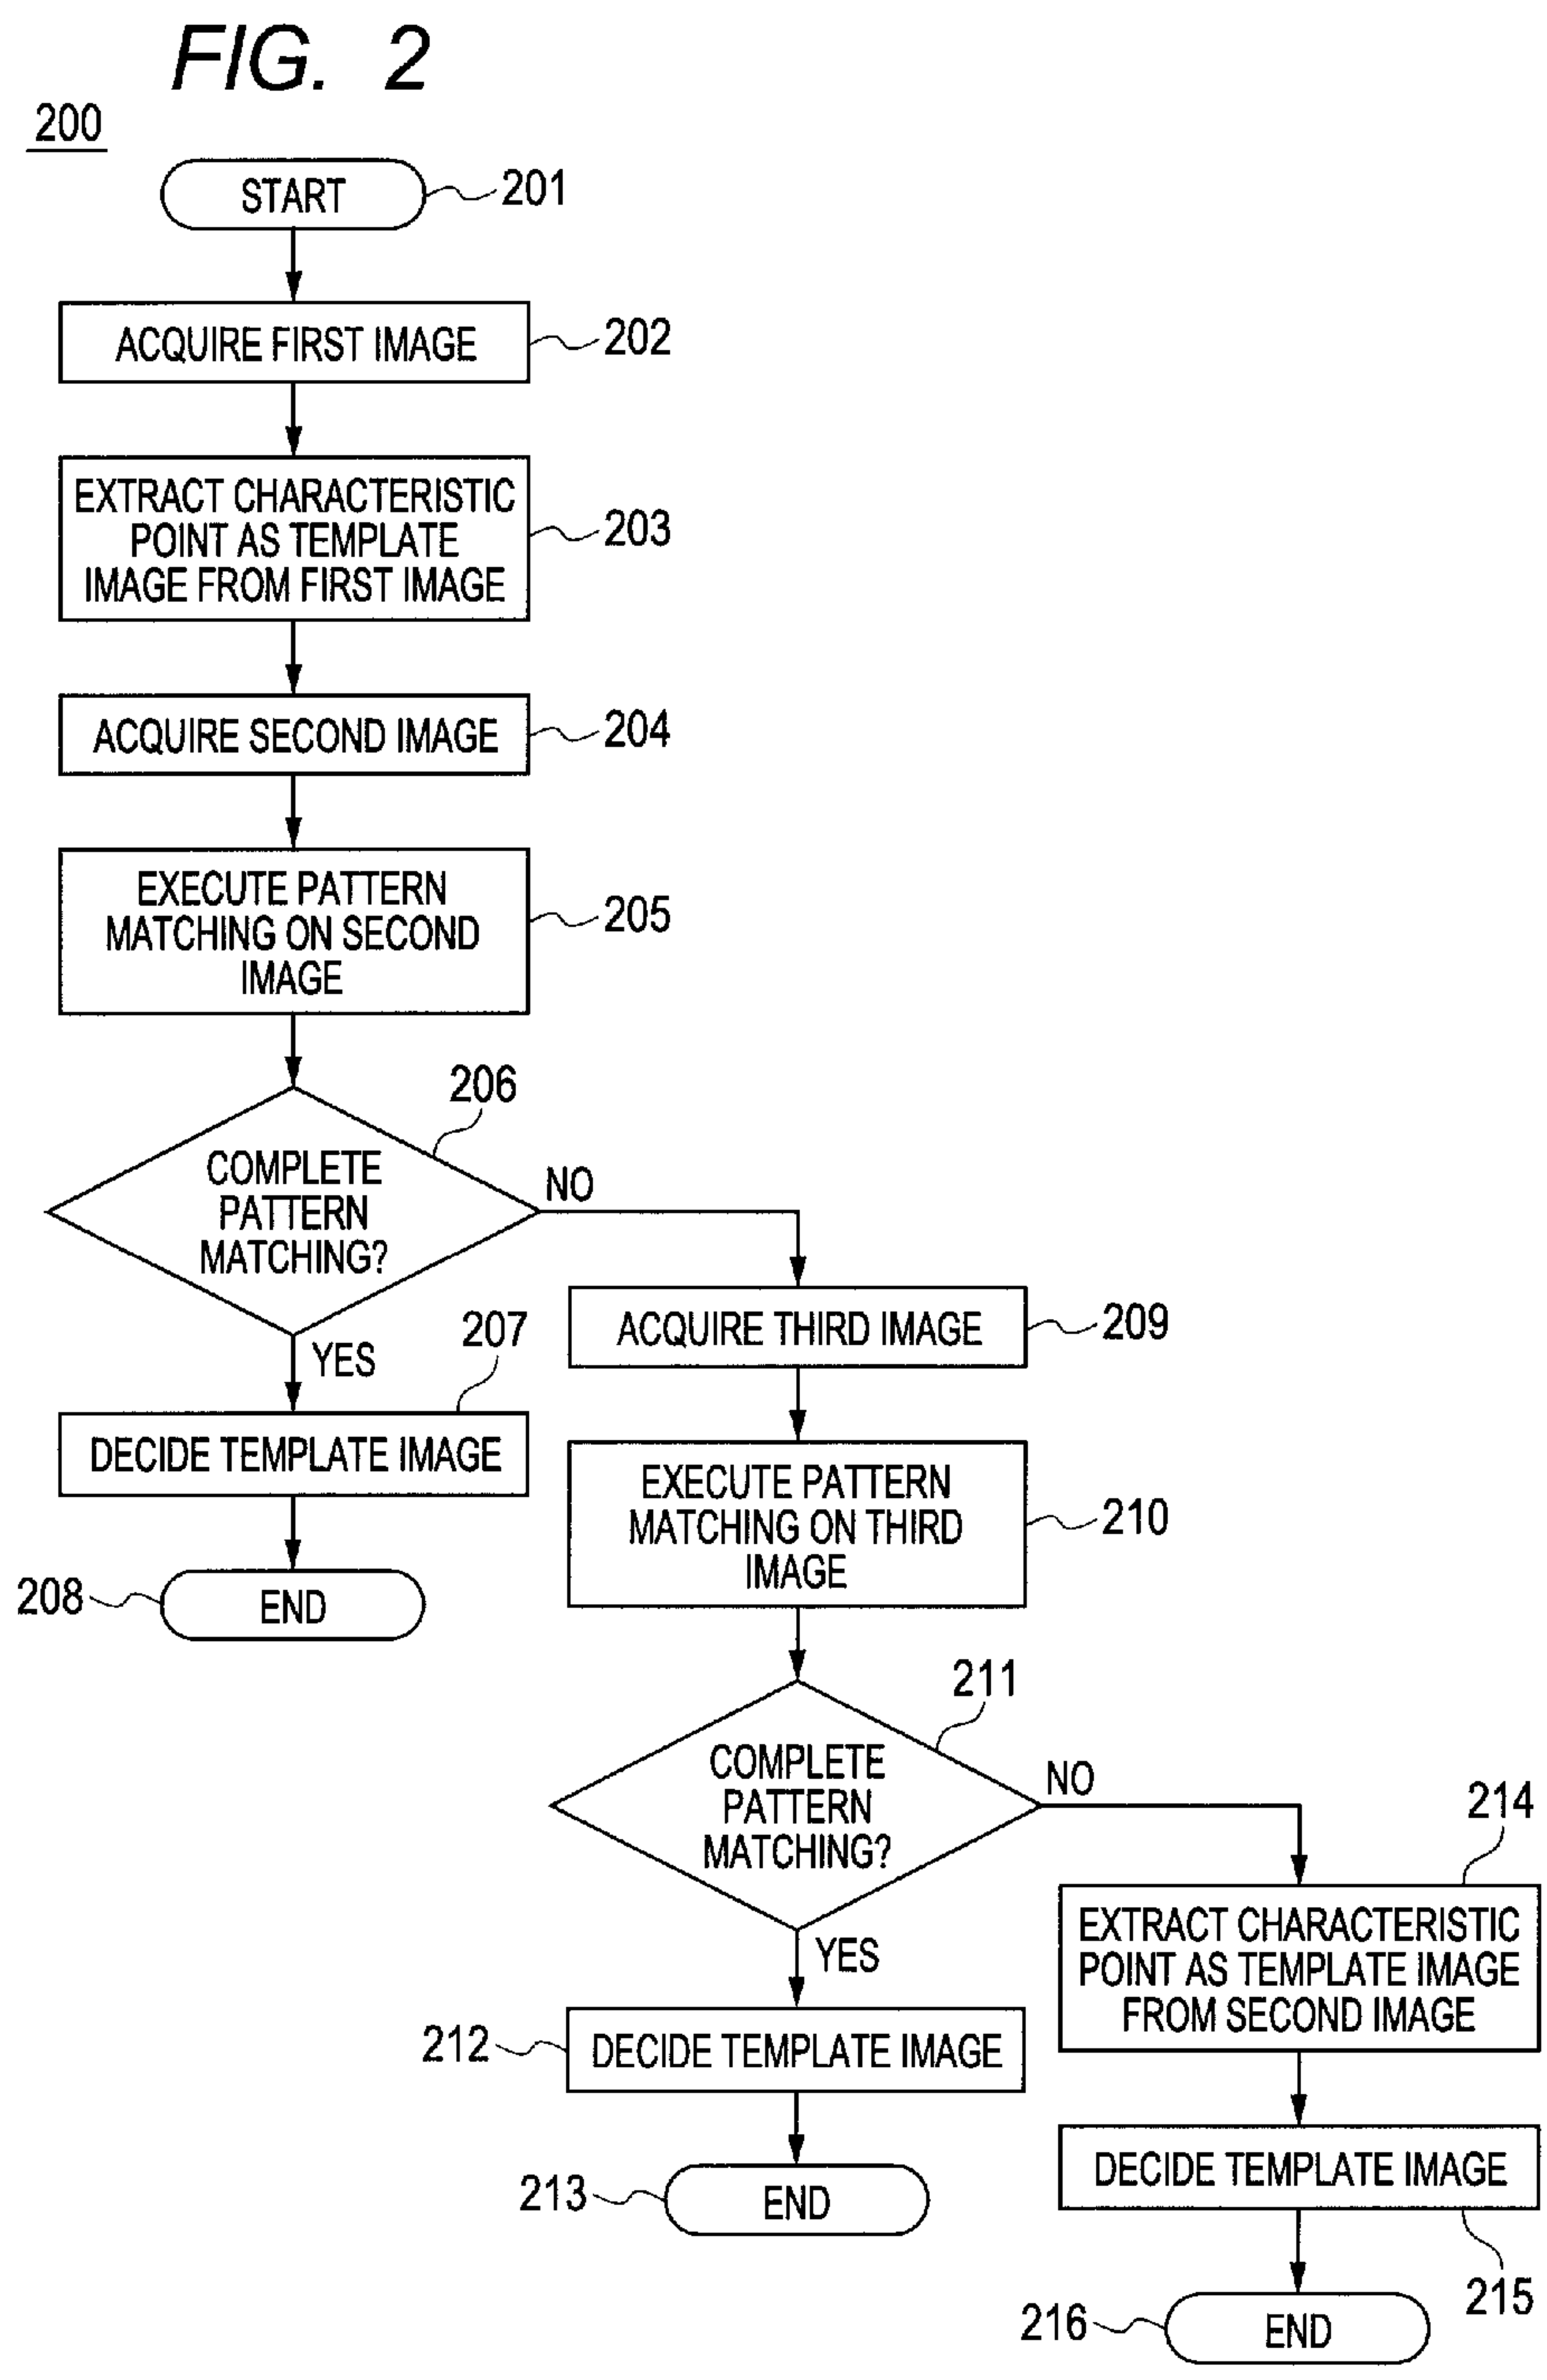 FIG. 2
200
START
201
ACQUIRE FIRST IMAGE
202
EXTRACT CHARACTERISTIC
POINT AS TEMPLATE
IMAGE FROM FIRST IMAGE
203
ACQUIRE SECOND IMAGE
204
EXECUTE PATTERN
MATCHING ON SECOND
IMAGE
205
206
COMPLETE
PATTERN
MATCHING?
NO
YES
207
DECIDE TEMPLATE IMAGE
208
END
ACQUIRE THIRD IMAGE
209
EXECUTE PATTERN
MATCHING ON THIRD
IMAGE
210
211
COMPLETE
PATTERN
MATCHING?
NO
YES
212
DECIDE TEMPLATE IMAGE
213
END
214
EXTRACT CHARACTERISTIC
POINT AS TEMPLATE IMAGE
FROM SECOND IMAGE
DECIDE TEMPLATE IMAGE
215
216
END